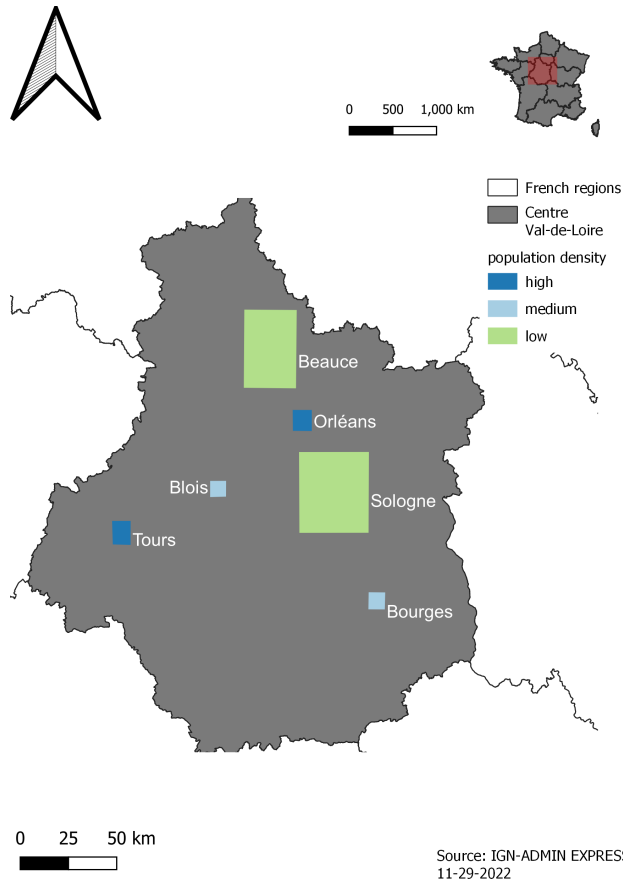 0 500 1,000 km
French regions
Centre
Val-de-Loire
population density
high
medium
low
Beauce
Orléans
Blois
Sologne
Tours
Bourges
0 25 50 km
Source: IGN-ADMIN EXPRESS
11-29-2022